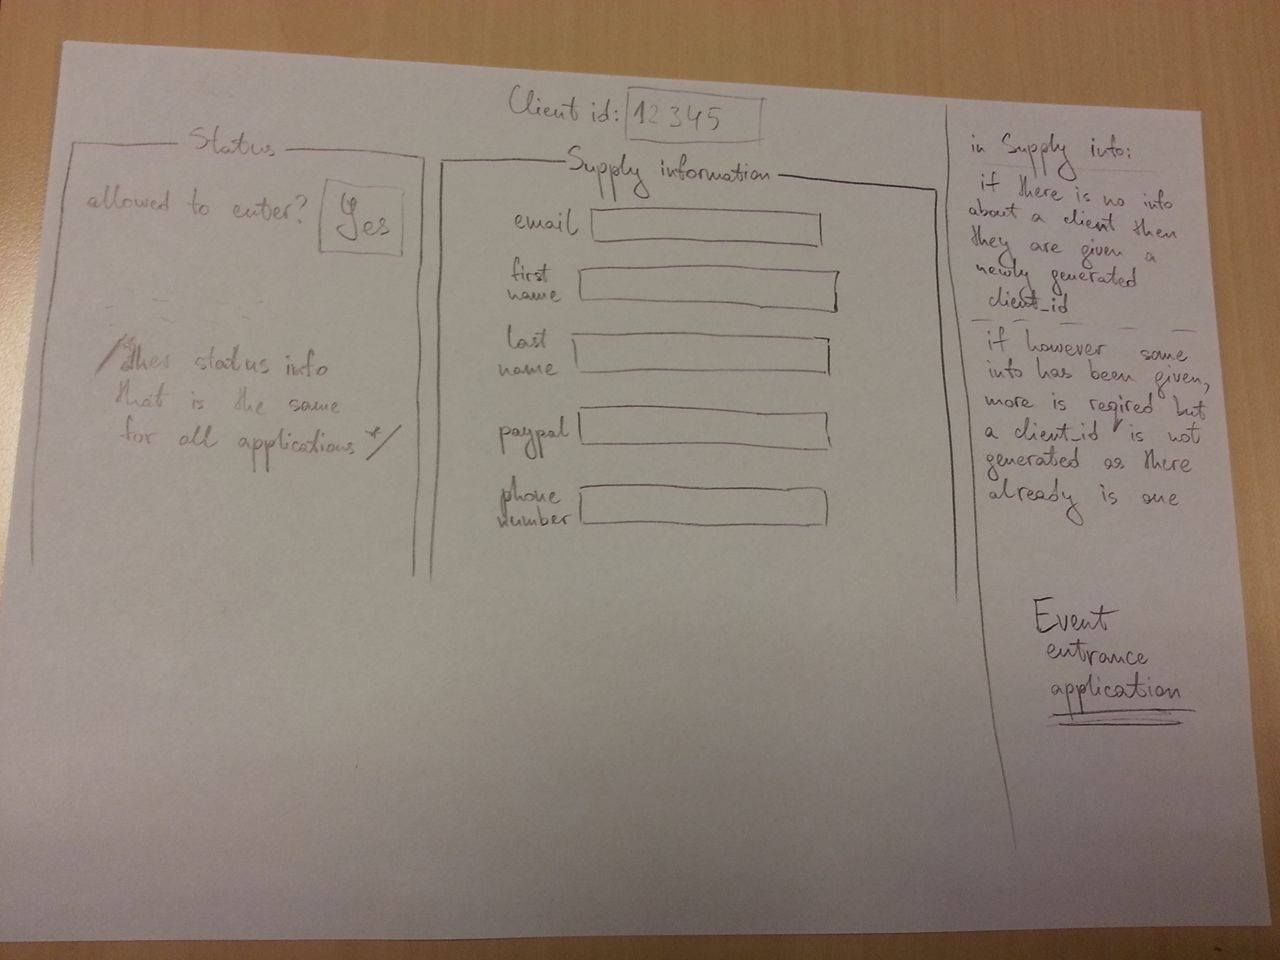 Client id: 12345
Status
allowed to enter? Yes
status info
that is the same
for all applications */
Supply information
email
first
name
last
name
paypal
phone
number
in Supply info:
if there is no info
about a client then
they are given a
newly generated
client_id
if however some
info has been given,
more is reqired but
a client_id is not
generated as there
already is one
Event
entrance
application